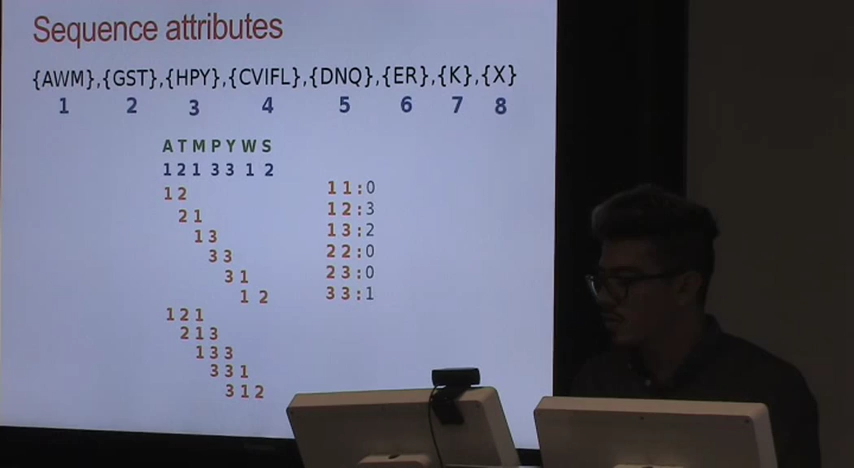 Sequence attributes
{AWM},{GST},{HPY},{CVIFL},{DNQ},{ER},{K},{X}
1 2 3 4 5 6 7 8
A T M P Y W S
1 2 1 3 3 1 2
1 2
2 1
1 3
3 3
3 1
1 2
1 2 1
2 1 3
1 3 3
3 3 1
3 1 2
1 1 : 0
1 2 : 3
1 3 : 2
2 2 : 0
2 3 : 0
3 3 : 1